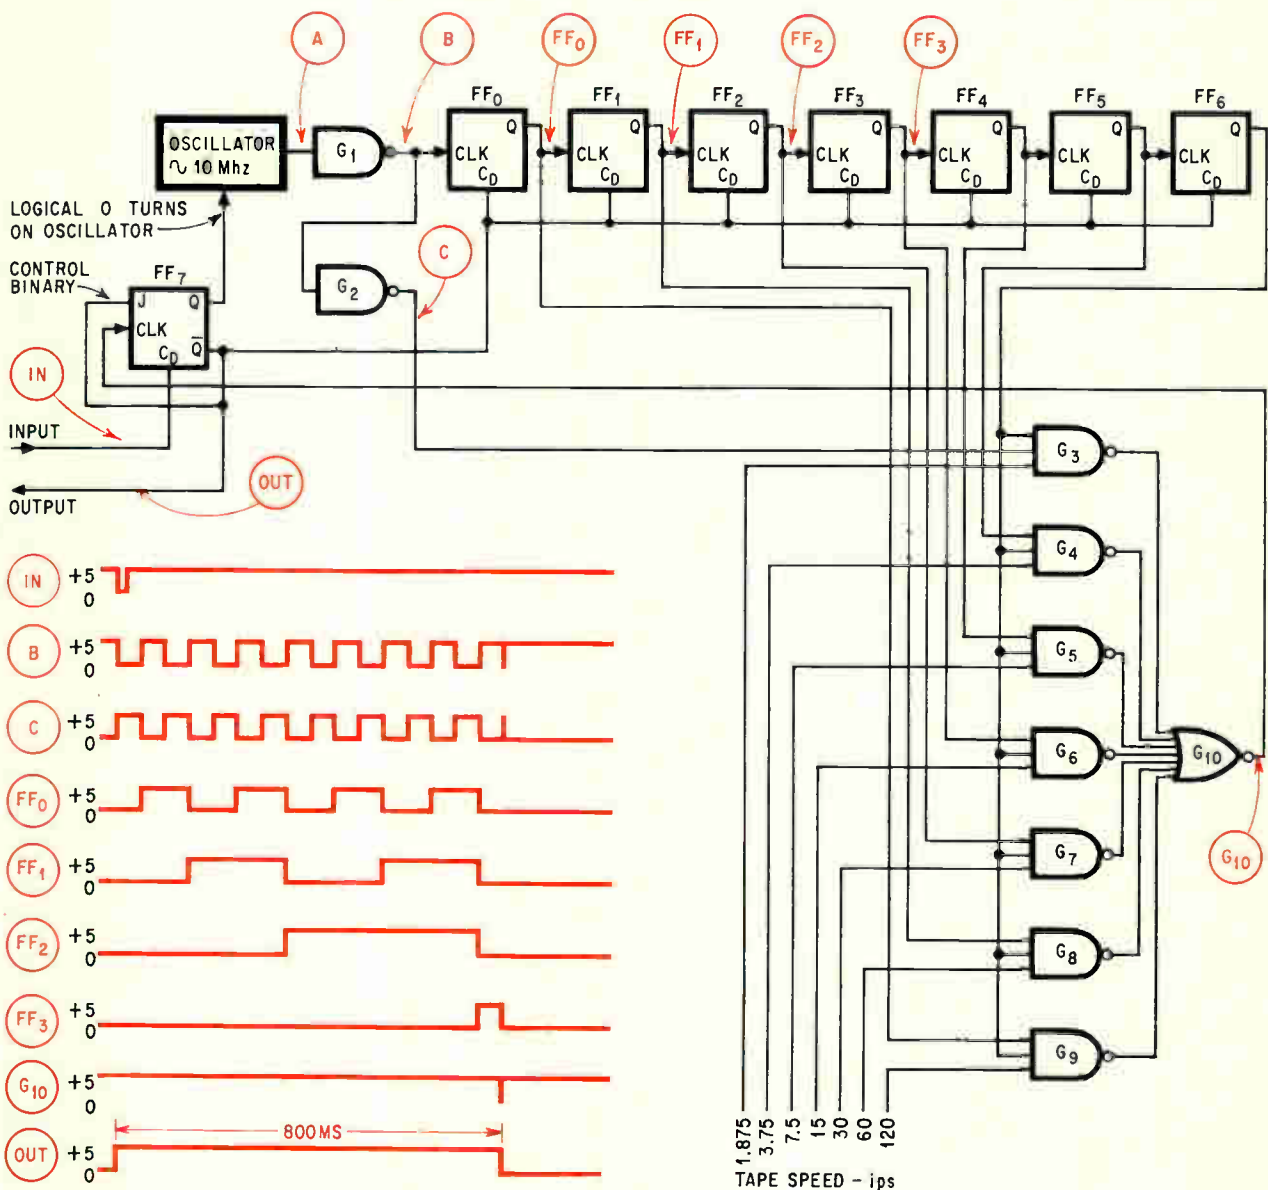 A
B
FF0
FF1
FF2
FF3
FF0
FF1
FF2
FF3
FF4
FF5
FF6
OSCILLATOR
∿ 10 Mhz
G1
CLK
Q
CD
CLK
Q
CD
CLK
Q
CD
CLK
Q
CD
CLK
Q
CD
CLK
Q
CD
CLK
Q
CD
LOGICAL 0 TURNS
ON OSCILLATOR
C
CONTROL
BINARY
FF7
G2
J
Q
CLK
CD
Q̅
IN
INPUT
OUT
OUTPUT
G3
G4
G5
G6
G7
G8
G9
G10
G10
IN
+5
0
B
+5
0
C
+5
0
FF0
+5
0
FF1
+5
0
FF2
+5
0
FF3
+5
0
G10
+5
0
OUT
+5
0
800MS
1.875
3.75
7.5
15
30
60
120
TAPE SPEED – ips